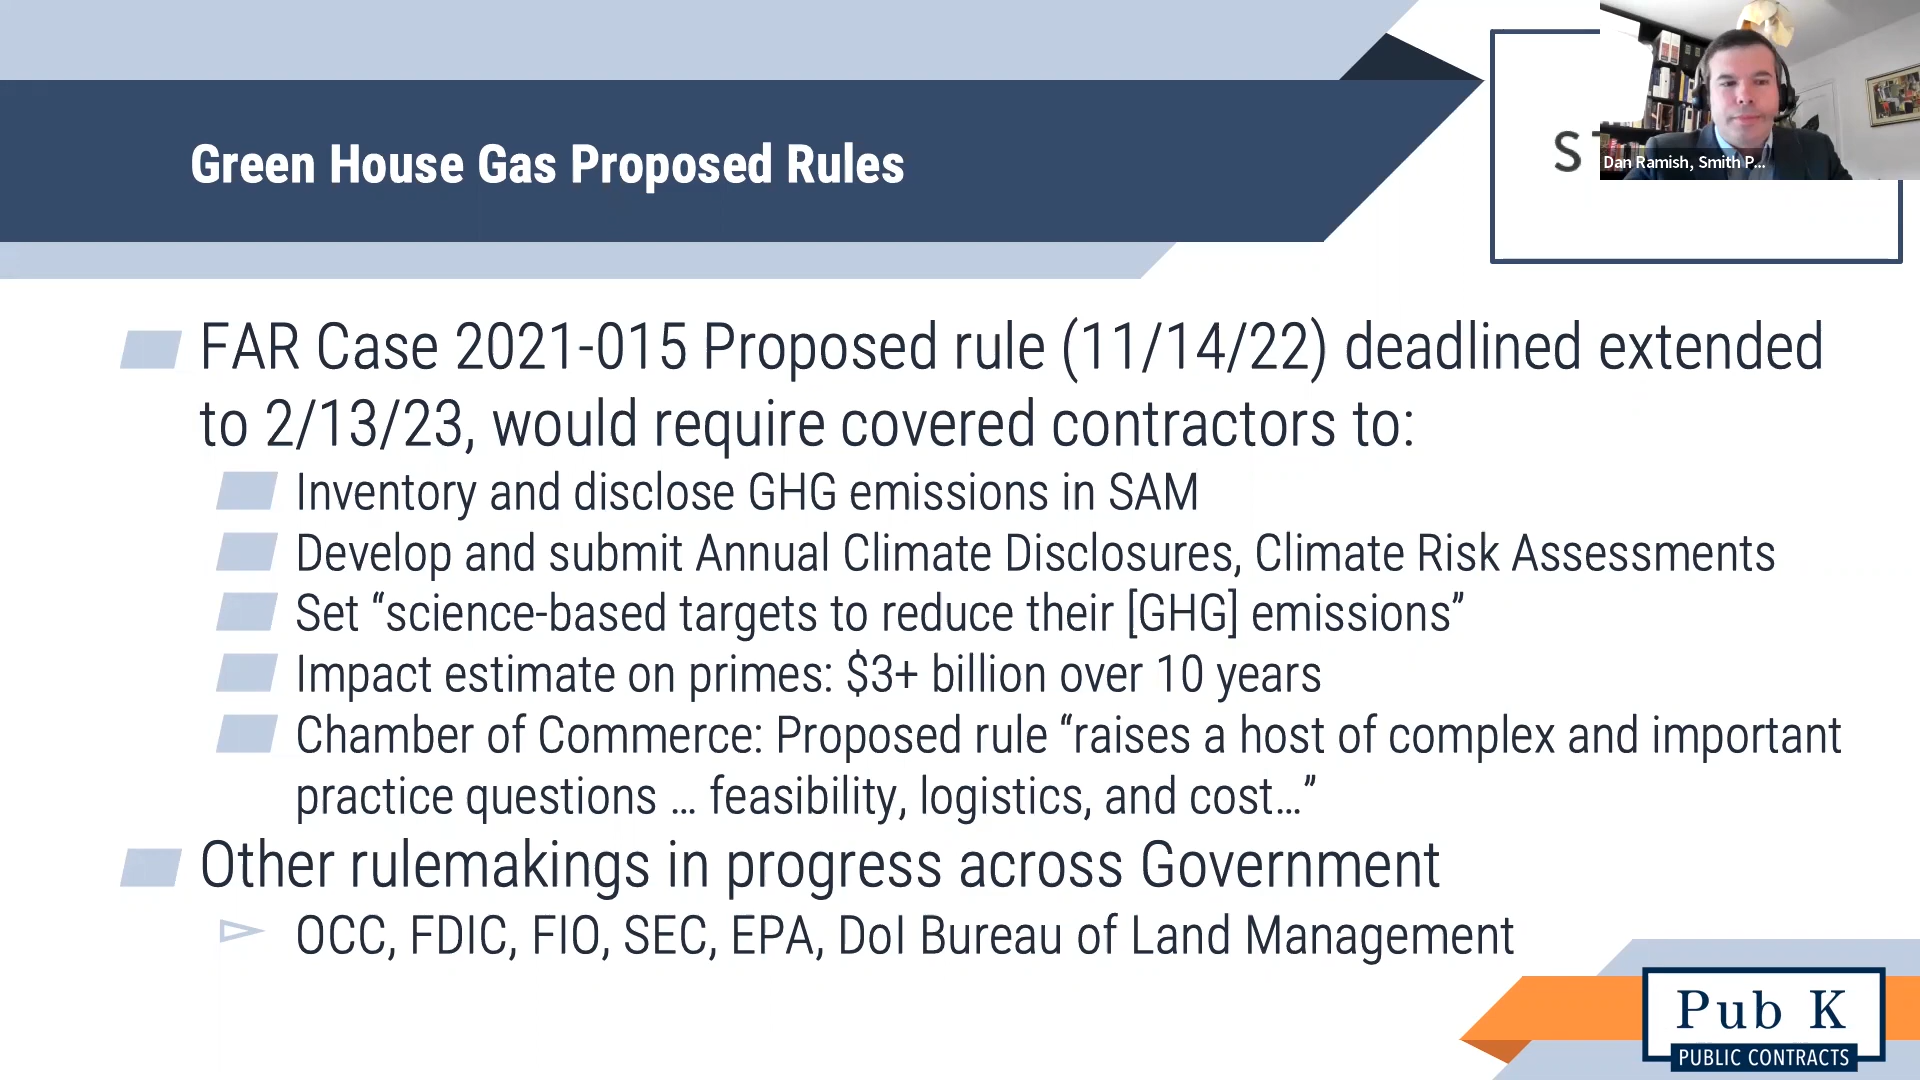 Green House Gas Proposed Rules
S
Dan Ramish, Smith P...
FAR Case 2021-015 Proposed rule (11/14/22) deadlined extended
to 2/13/23, would require covered contractors to:
Inventory and disclose GHG emissions in SAM
Develop and submit Annual Climate Disclosures, Climate Risk Assessments
Set “science-based targets to reduce their [GHG] emissions”
Impact estimate on primes: $3+ billion over 10 years
Chamber of Commerce: Proposed rule “raises a host of complex and important
practice questions … feasibility, logistics, and cost…”
Other rulemakings in progress across Government
OCC, FDIC, FIO, SEC, EPA, DoI Bureau of Land Management
Pub K
PUBLIC CONTRACTS